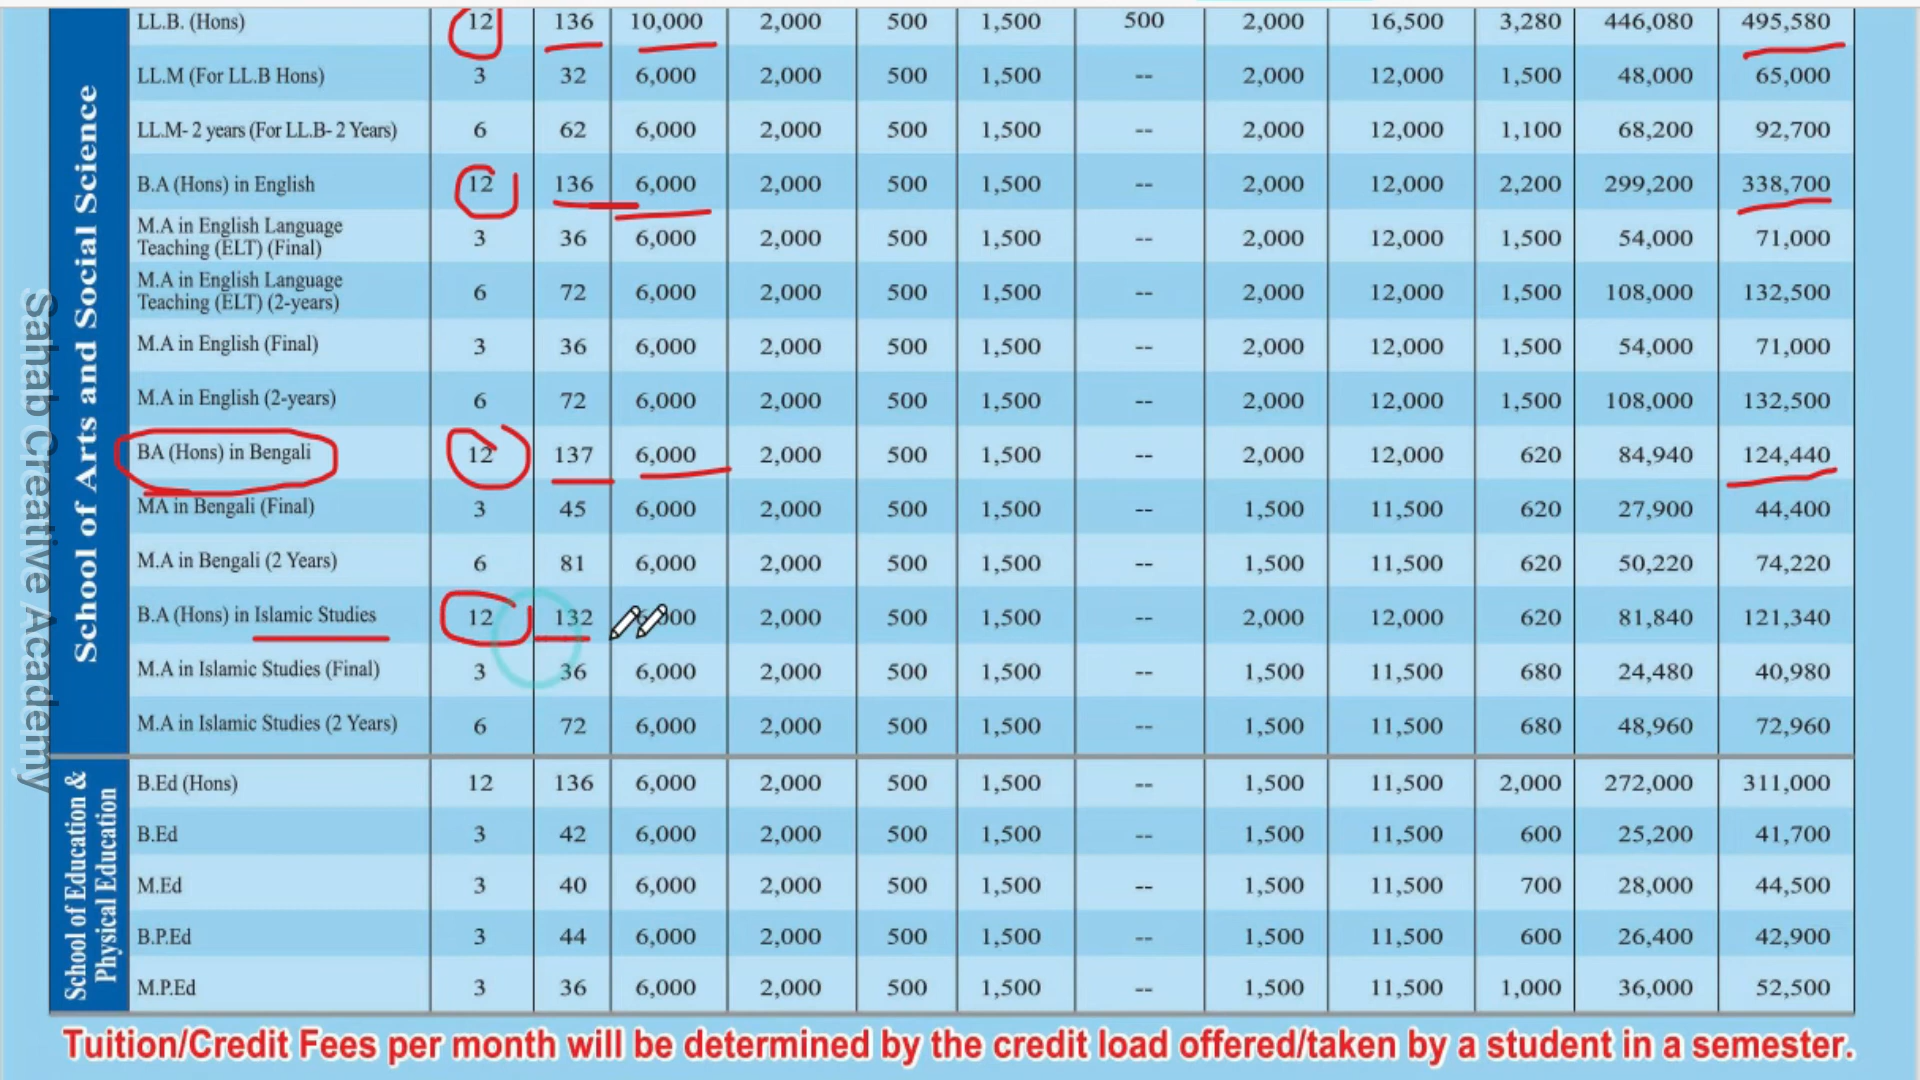 LL.B. (Hons) 12 136 10,000 2,000 500 1,500 500 2,000 16,500 3,280 446,080 495,580
LL.M (For LL.B Hons) 3 32 6,000 2,000 500 1,500 -- 2,000 12,000 1,500 48,000 65,000
LL.M- 2 years (For LL.B- 2 Years) 6 62 6,000 2,000 500 1,500 -- 2,000 12,000 1,100 68,200 92,700
B.A (Hons) in English 12 136 6,000 2,000 500 1,500 -- 2,000 12,000 2,200 299,200 338,700
M.A in English Language
Teaching (ELT) (Final) 3 36 6,000 2,000 500 1,500 -- 2,000 12,000 1,500 54,000 71,000
M.A in English Language
Teaching (ELT) (2-years) 6 72 6,000 2,000 500 1,500 -- 2,000 12,000 1,500 108,000 132,500
M.A in English (Final) 3 36 6,000 2,000 500 1,500 -- 2,000 12,000 1,500 54,000 71,000
M.A in English (2-years) 6 72 6,000 2,000 500 1,500 -- 2,000 12,000 1,500 108,000 132,500
BA (Hons) in Bengali 12 137 6,000 2,000 500 1,500 -- 2,000 12,000 620 84,940 124,440
MA in Bengali (Final) 3 45 6,000 2,000 500 1,500 -- 1,500 11,500 620 27,900 44,400
M.A in Bengali (2 Years) 6 81 6,000 2,000 500 1,500 -- 1,500 11,500 620 50,220 74,220
B.A (Hons) in Islamic Studies 12 132 2,000 500 1,500 -- 2,000 12,000 620 81,840 121,340
M.A in Islamic Studies (Final) 3 36 6,000 2,000 500 1,500 -- 1,500 11,500 680 24,480 40,980
M.A in Islamic Studies (2 Years) 6 72 6,000 2,000 500 1,500 -- 1,500 11,500 680 48,960 72,960
School of Arts and Social Science
B.Ed (Hons) 12 136 6,000 2,000 500 1,500 -- 1,500 11,500 2,000 272,000 311,000
B.Ed 3 42 6,000 2,000 500 1,500 -- 1,500 11,500 600 25,200 41,700
M.Ed 3 40 6,000 2,000 500 1,500 -- 1,500 11,500 700 28,000 44,500
B.P.Ed 3 44 6,000 2,000 500 1,500 -- 1,500 11,500 600 26,400 42,900
M.P.Ed 3 36 6,000 2,000 500 1,500 -- 1,500 11,500 1,000 36,000 52,500
School of Education &
Physical Education
Tuition/Credit Fees per month will be determined by the credit load offered/taken by a student in a semester.
Sahab Creative Academy